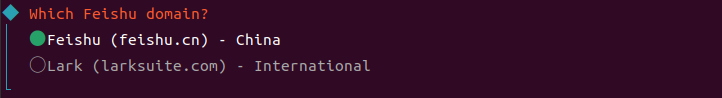 Which Feishu domain?
Feishu (feishu.cn) - China
Lark (larksuite.com) - International